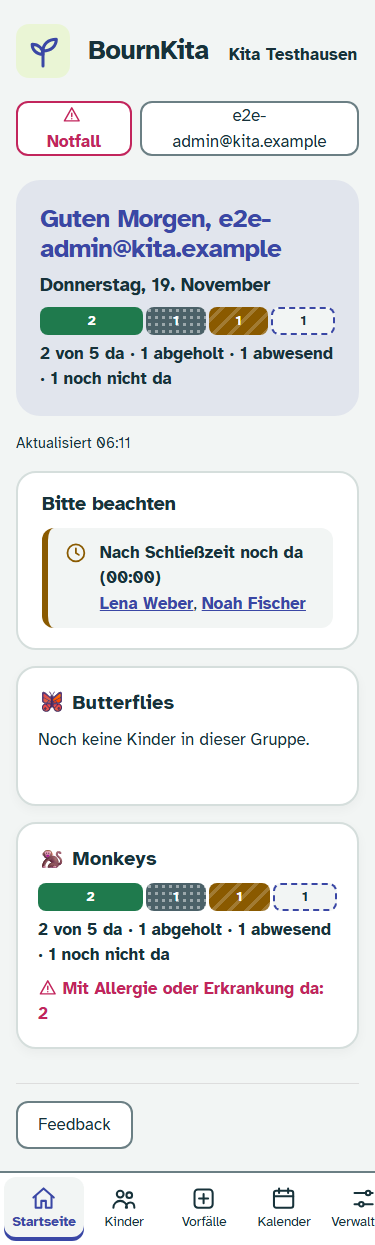 BournKita
Kita Testhausen
Notfall
e2e-
admin@kita.example
Guten Morgen, e2e-
admin@kita.example
Donnerstag, 19. November
2 1 1 1
2 von 5 da · 1 abgeholt · 1 abwesend
· 1 noch nicht da
Aktualisiert 06:11
Bitte beachten
Nach Schließzeit noch da
(00:00)
Lena Weber, Noah Fischer
Butterflies
Noch keine Kinder in dieser Gruppe.
Monkeys
2 1 1 1
2 von 5 da · 1 abgeholt · 1 abwesend
· 1 noch nicht da
Mit Allergie oder Erkrankung da:
2
Feedback
Startseite Kinder Vorfälle Kalender Verwalt